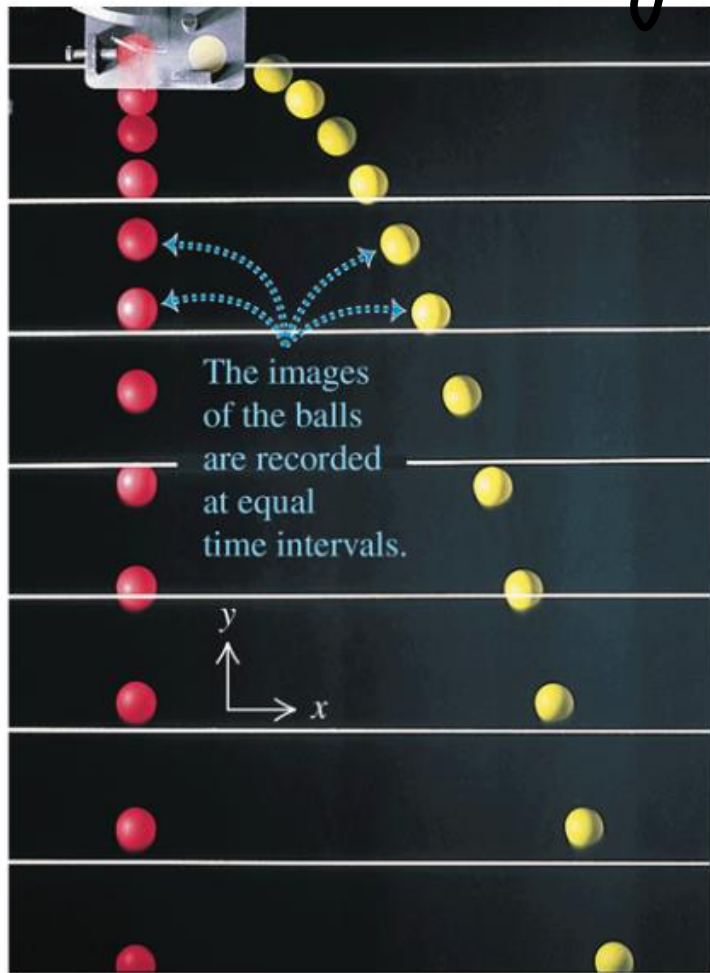 The images
of the balls
are recorded
at equal
time intervals.
y
x